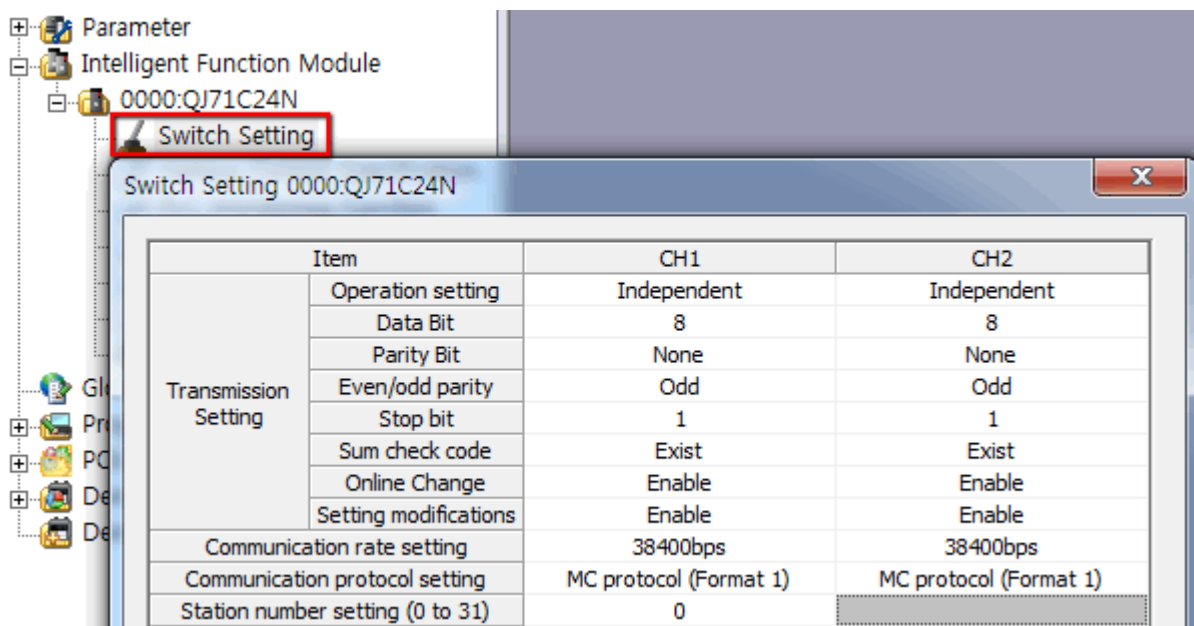 Parameter
Intelligent Function Module
0000:QJ71C24N
Switch Setting
Switch Setting 0000:QJ71C24N
Item CH1 CH2
Transmission Setting
Operation setting Independent Independent
Data Bit 8 8
Parity Bit None None
Even/odd parity Odd Odd
Stop bit 1 1
Sum check code Exist Exist
Online Change Enable Enable
Setting modifications Enable Enable
Communication rate setting 38400bps 38400bps
Communication protocol setting MC protocol (Format 1) MC protocol (Format 1)
Station number setting (0 to 31) 0